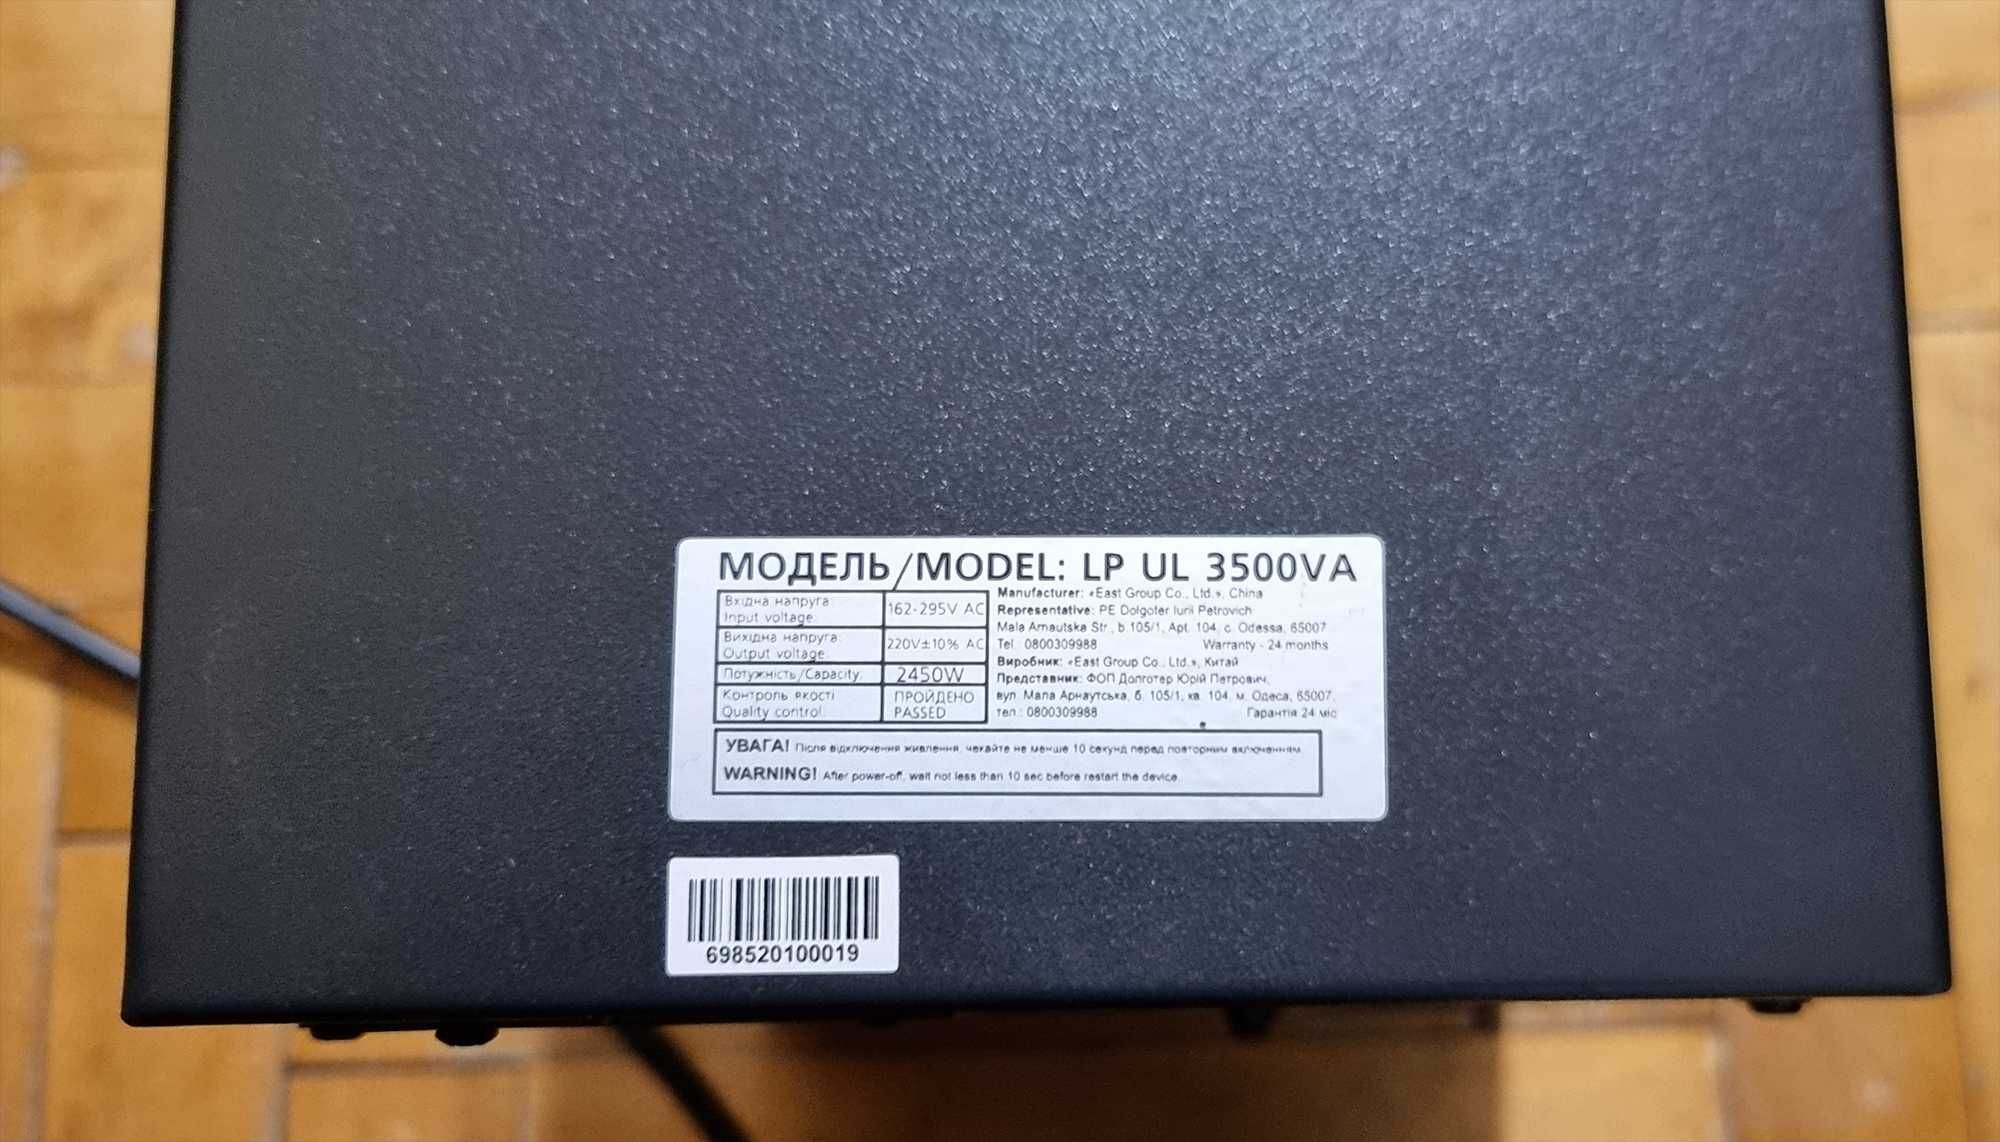 МОДЕЛЬ/MODEL: LP UL 3500VA
Вхідна напруга
Input voltage:
162-295V AC
Вихідна напруга:
Output voltage:
220V±10% AC
Потужність/Capacity:
2450W
Контроль якості
Quality control
ПРОЙДЕНО
PASSED
Manufacturer: «East Group Co., Ltd.», China
Representative: PE Dolgoter Iurii Petrovich
Mala Arnautska Str., b.105/1, Apt. 104, c. Odessa, 65007
Tel.: 0800309988 Warranty - 24 months
Виробник: «East Group Co., Ltd.», Китай
Представник: ФОП Долготер Юрій Петрович,
вул. Мала Арнаутська, б. 105/1, кв. 104, м. Одеса, 65007,
тел.: 0800309988 Гарантія 24 міс
УВАГА! Після відключення живлення, чекайте не менше 10 секунд перед повторним включенням.
WARNING! After power-off, wait not less than 10 sec before restart the device.
698520100019